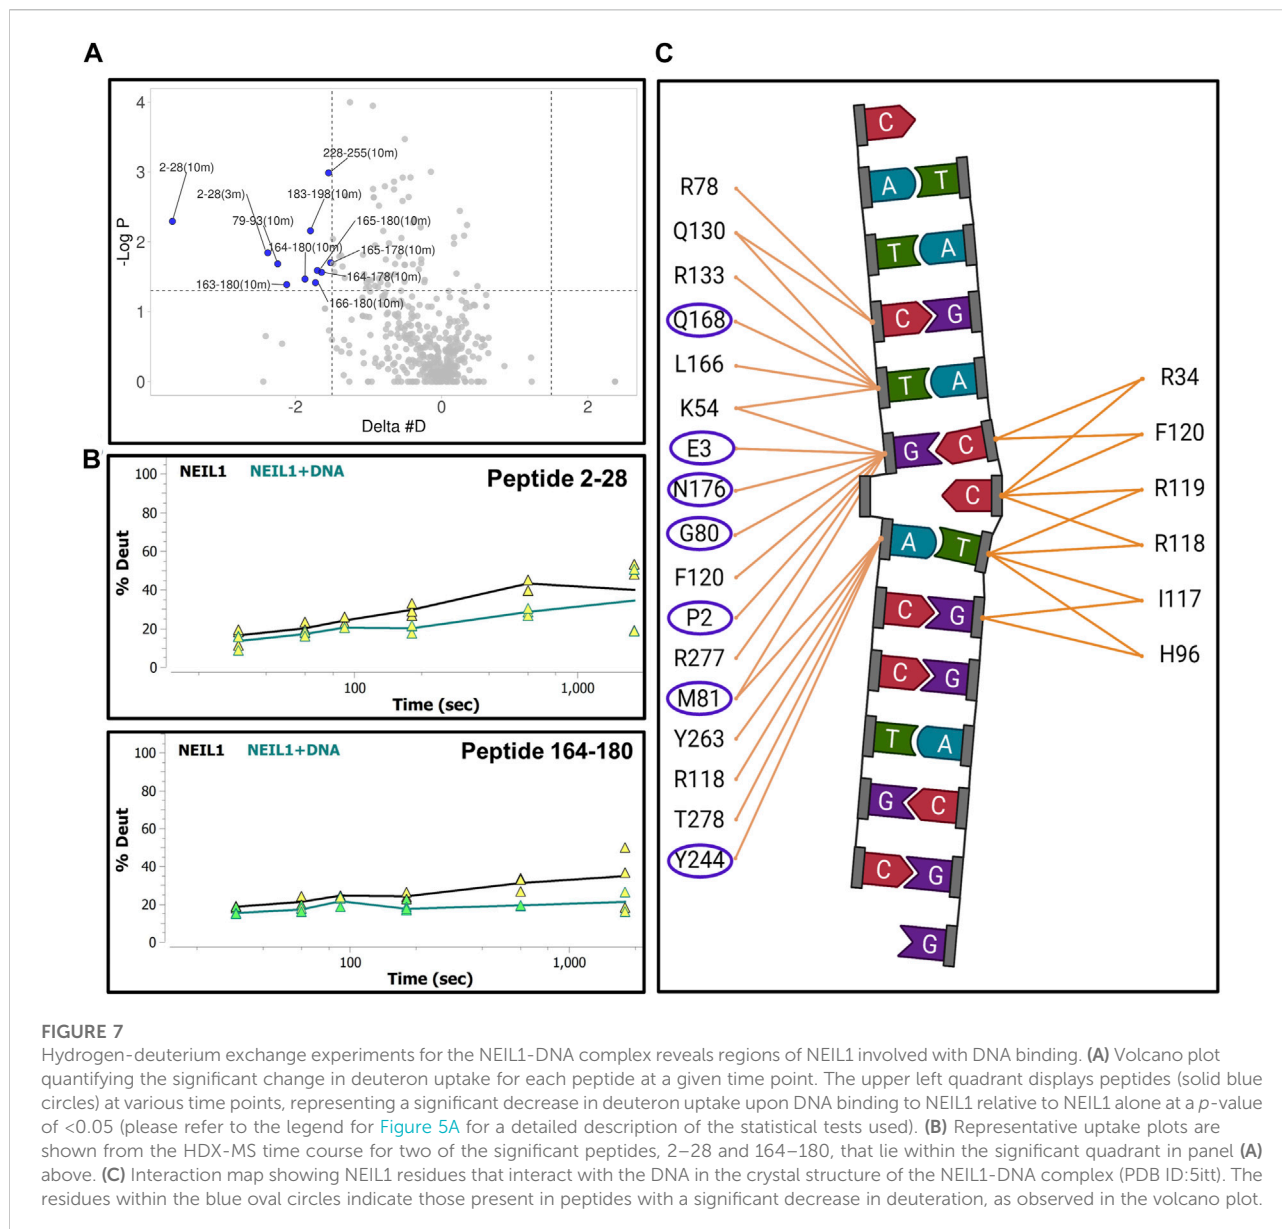 A
4
3
2
1
0
-Log P
228-255(10m)
2-28(10m)
183-198(10m)
2-28(3m)
79-93(10m)
165-180(10m)
164-180(10m)
165-178(10m)
164-178(10m)
163-180(10m)
166-180(10m)
-2
0
2
Delta #D
B
NEIL1 NEIL1+DNA
Peptide 2-28
100
80
60
40
20
0
% Deut
100
1,000
Time (sec)
NEIL1 NEIL1+DNA
Peptide 164-180
100
80
60
40
20
0
% Deut
100
1,000
Time (sec)
C
R78
Q130
R133
Q168
L166
K54
E3
N176
G80
F120
P2
R277
M81
Y263
R118
T278
Y244
C
A T
T A
C G
T A
G C
C
A T
C G
C G
T A
G C
C G
G
R34
F120
R119
R118
I117
H96
FIGURE 7
Hydrogen-deuterium exchange experiments for the NEIL1-DNA complex reveals regions of NEIL1 involved with DNA binding. (A) Volcano plot
quantifying the significant change in deuteron uptake for each peptide at a given time point. The upper left quadrant displays peptides (solid blue
circles) at various time points, representing a significant decrease in deuteron uptake upon DNA binding to NEIL1 relative to NEIL1 alone at a p-value
of <0.05 (please refer to the legend for Figure 5A for a detailed description of the statistical tests used). (B) Representative uptake plots are
shown from the HDX-MS time course for two of the significant peptides, 2–28 and 164–180, that lie within the significant quadrant in panel (A)
above. (C) Interaction map showing NEIL1 residues that interact with the DNA in the crystal structure of the NEIL1-DNA complex (PDB ID:5itt). The
residues within the blue oval circles indicate those present in peptides with a significant decrease in deuteration, as observed in the volcano plot.